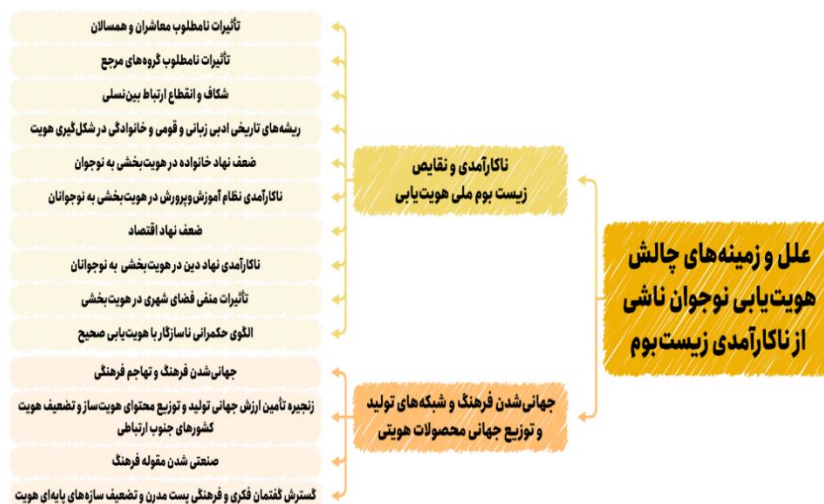 علل و زمینه‌های چالش
هویت‌یابی نوجوان ناشی
از ناکارآمدی زیست‌بوم
ناکارآمدی و نقایص
زیست بوم ملی هویت‌یابی
تأثیرات نامطلوب معاشران و همسالان
تأثیرات نامطلوب گروه‌های مرجع
شکاف و انقطاع ارتباط بین‌نسلی
ریشه‌های تاریخی ادبی زبانی و قومی و خانوادگی در شکل‌گیری هویت
ضعف نهاد خانواده در هویت‌بخشی به نوجوان
ناکارآمدی نظام آموزش‌وپرورش در هویت‌بخشی به نوجوانان
ضعف نهاد اقتصاد
ناکارآمدی نهاد دین در هویت‌بخشی به نوجوانان
تأثیرات منفی فضای شهری در هویت‌بخشی
الگوی حکمرانی ناسازگار با هویت‌یابی صحیح
جهانی‌شدن فرهنگ و شبکه‌های تولید
و توزیع جهانی محصولات هویتی
جهانی‌شدن فرهنگ و تهاجم فرهنگی
زنجیره تأمین ارزش جهانی تولید و توزیع محتوای هویت‌ساز و تضعیف هویت
کشورهای جنوب ارتباطی
صنعتی شدن مقوله فرهنگ
گسترش گفتمان فکری و فرهنگی پست مدرن و تضعیف سازه‌های پایه‌ای هویت